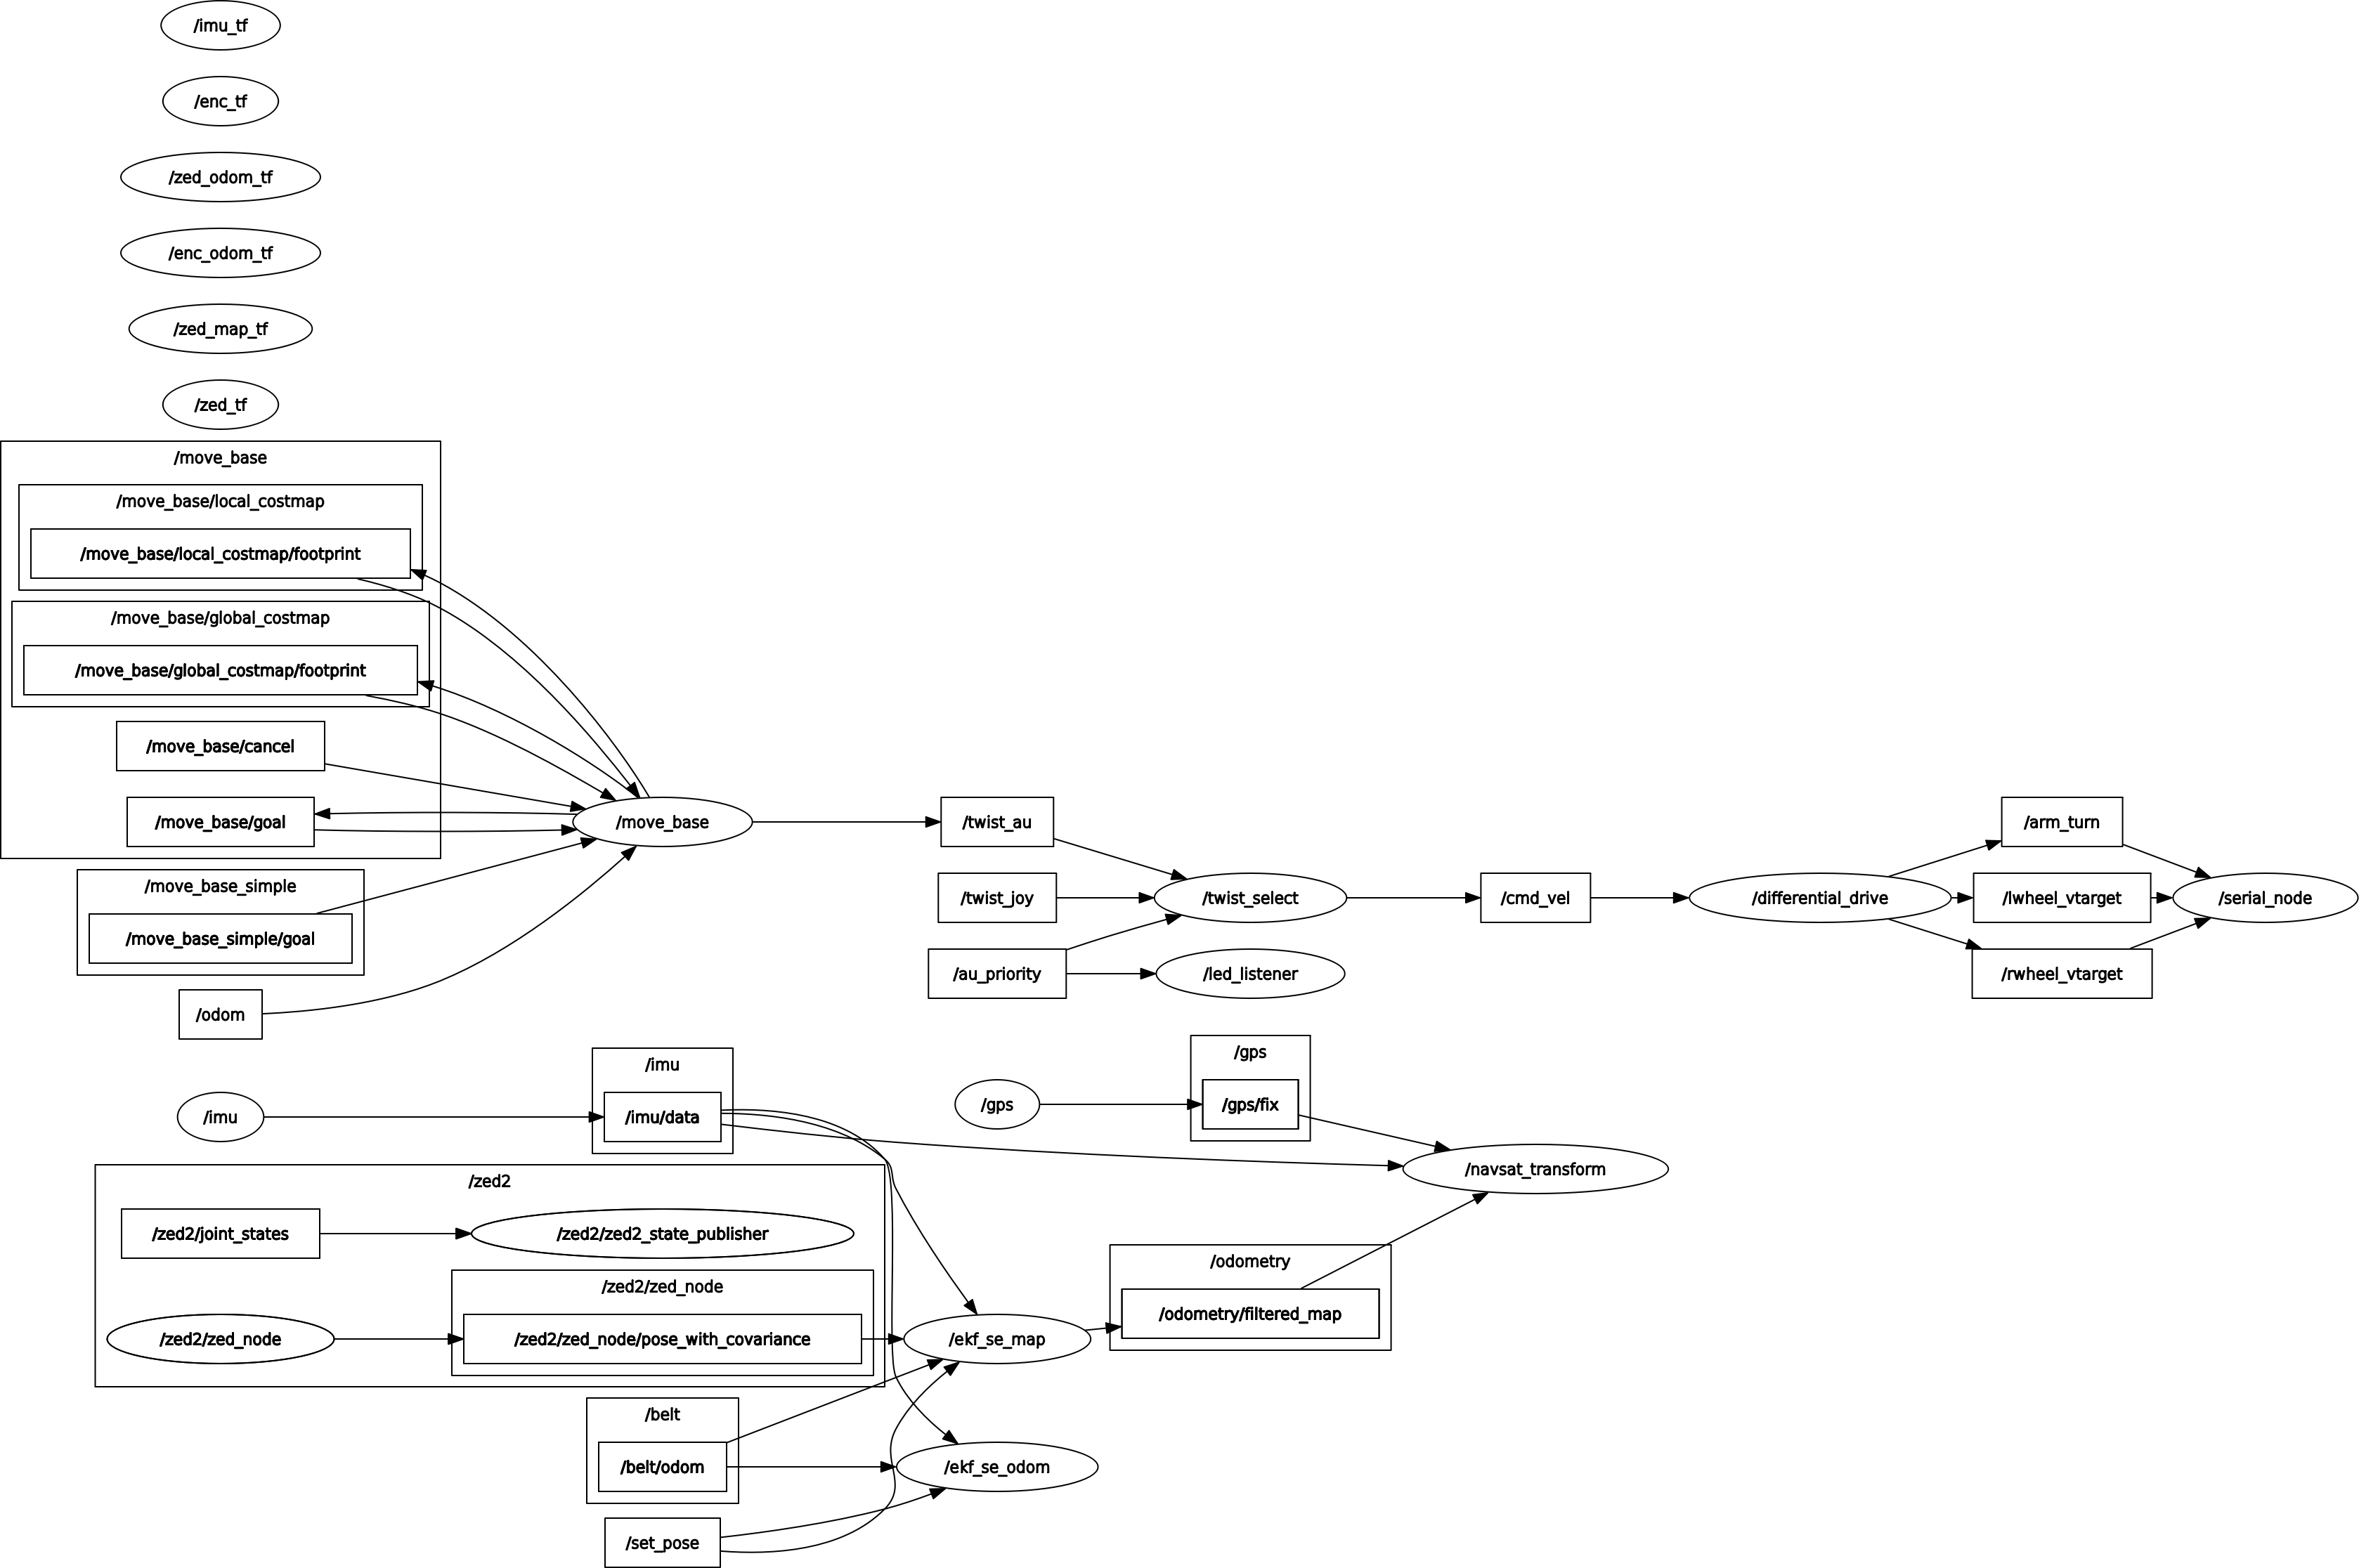 /imu_tf
/enc_tf
/zed_odom_tf
/enc_odom_tf
/zed_map_tf
/zed_tf
/move_base
/move_base/local_costmap
/move_base/local_costmap/footprint
/move_base/global_costmap
/move_base/global_costmap/footprint
/move_base/cancel
/move_base/goal
/move_base
/twist_au
/arm_turn
/move_base_simple
/move_base_simple/goal
/twist_joy
/twist_select
/cmd_vel
/differential_drive
/lwheel_vtarget
/serial_node
/au_priority
/led_listener
/rwheel_vtarget
/odom
/imu
/imu
/imu/data
/gps
/gps
/gps/fix
/navsat_transform
/zed2
/zed2/joint_states
/zed2/zed2_state_publisher
/zed2/zed_node
/zed2/zed_node
/zed2/zed_node/pose_with_covariance
/ekf_se_map
/odometry
/odometry/filtered_map
/belt
/belt/odom
/ekf_se_odom
/set_pose